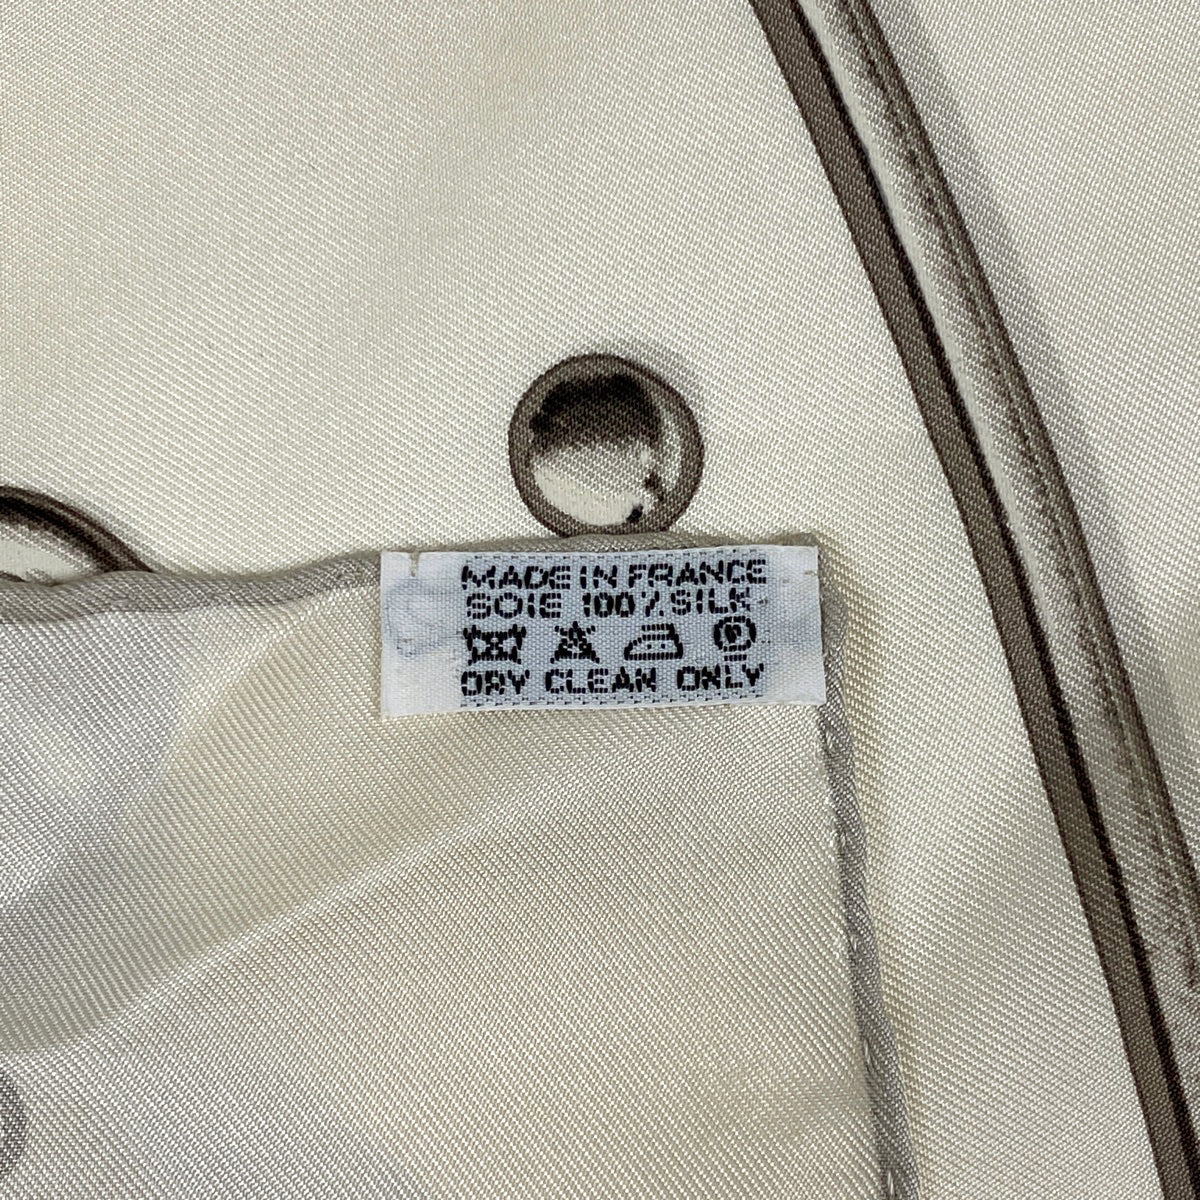 MADE IN FRANCE
SOIE 100% SILK
P
DRY CLEAN ONLY